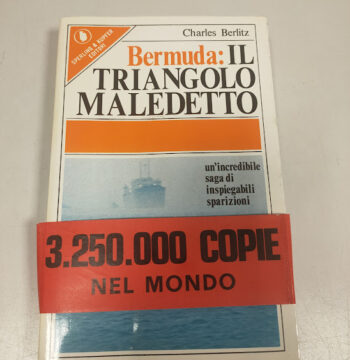 SPERLING & KUPFER
EDITORI
Charles Berlitz
Bermuda: IL
TRIANGOLO
MALEDETTO
un'incredibile
saga di
inspiegabili
sparizioni
3.250.000 COPIE
NEL MONDO